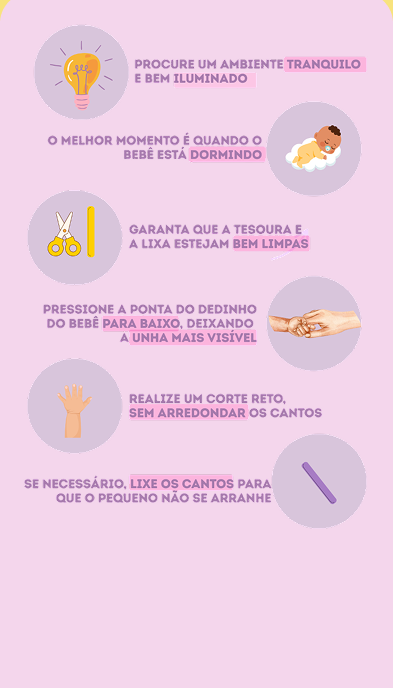 PROCURE UM AMBIENTE TRANQUILO
E BEM ILUMINADO
O MELHOR MOMENTO É QUANDO O
BEBÊ ESTÁ DORMINDO
GARANTA QUE A TESOURA E
A LIXA ESTEJAM BEM LIMPAS
PRESSIONE A PONTA DO DEDINHO
DO BEBÊ PARA BAIXO, DEIXANDO
A UNHA MAIS VISÍVEL
REALIZE UM CORTE RETO,
SEM ARREDONDAR OS CANTOS
SE NECESSÁRIO, LIXE OS CANTOS PARA
QUE O PEQUENO NÃO SE ARRANHE